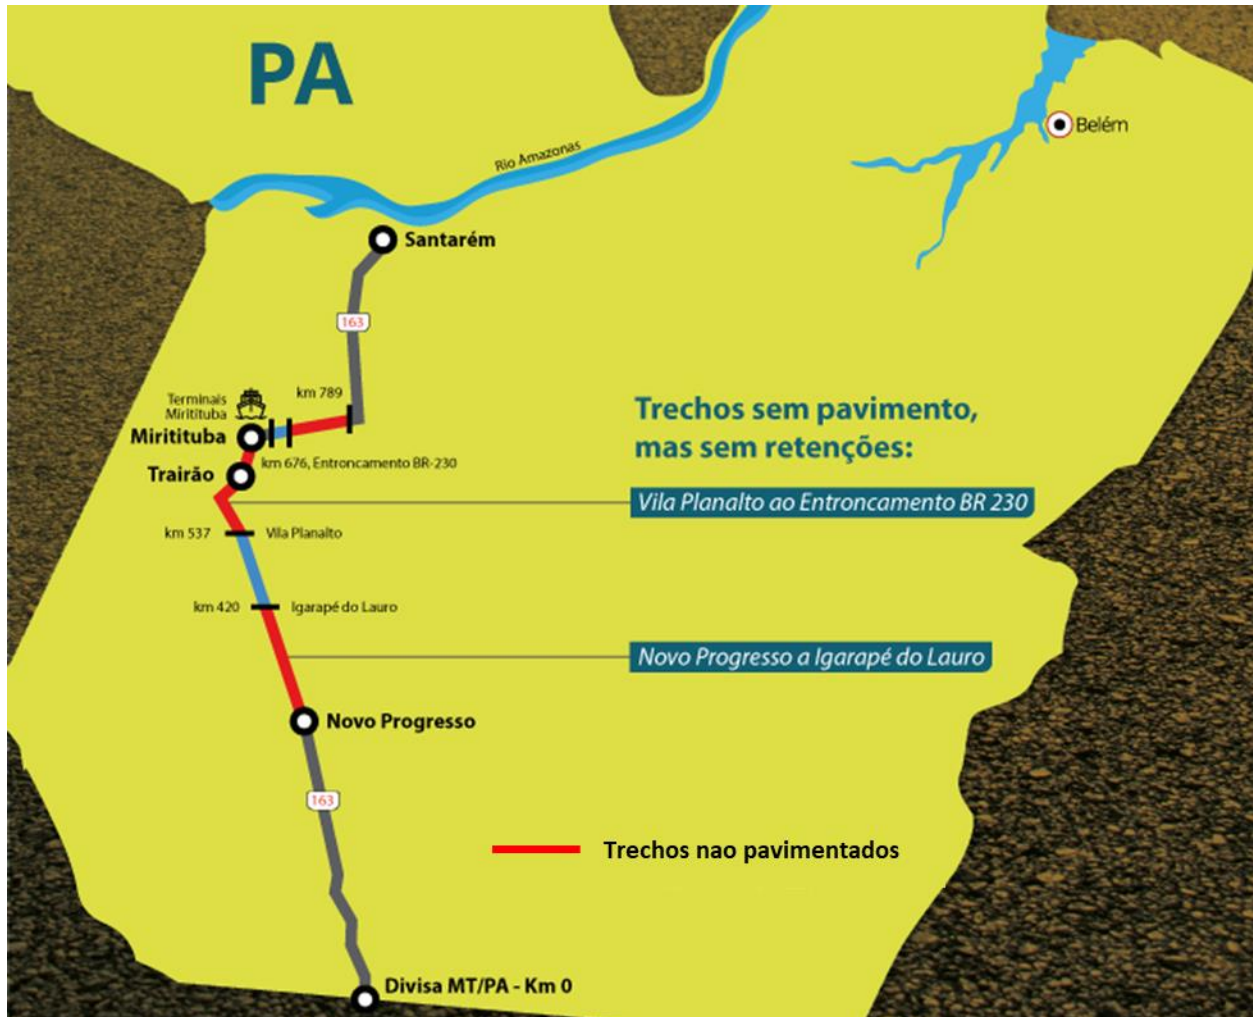 PA
Rio Amazonas
Belém
Santarém
163
km 789
Terminais
Miritituba
Miritituba
km 676, Entroncamento BR-230
Trairão
Trechos sem pavimento,
mas sem retenções:
Vila Planalto ao Entroncamento BR 230
km 537
Vila Planalto
km 420
Igarapé do Lauro
Novo Progresso a Igarapé do Lauro
Novo Progresso
163
Trechos nao pavimentados
Divisa MT/PA - Km 0